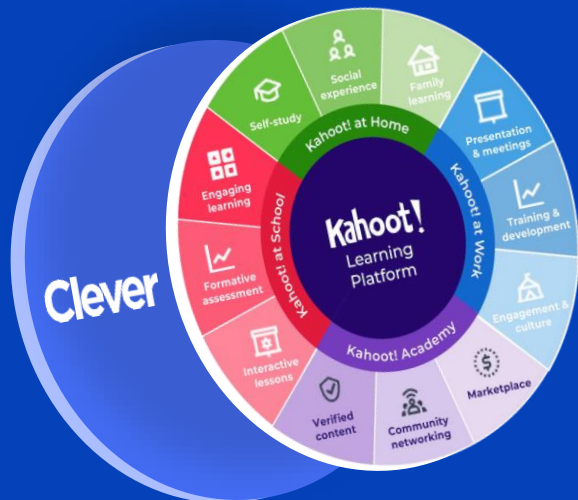 Clever
Kahoot!
Learning
Platform
Kahoot! at Home
Self-study
Social
experience
Family
learning
Kahoot! at Work
Presentation
& meetings
Training &
development
Engagement &
culture
Kahoot! Academy
Marketplace
Community
networking
Verified
content
Kahoot! at School
Interactive
lessons
Formative
assessment
Engaging
learning